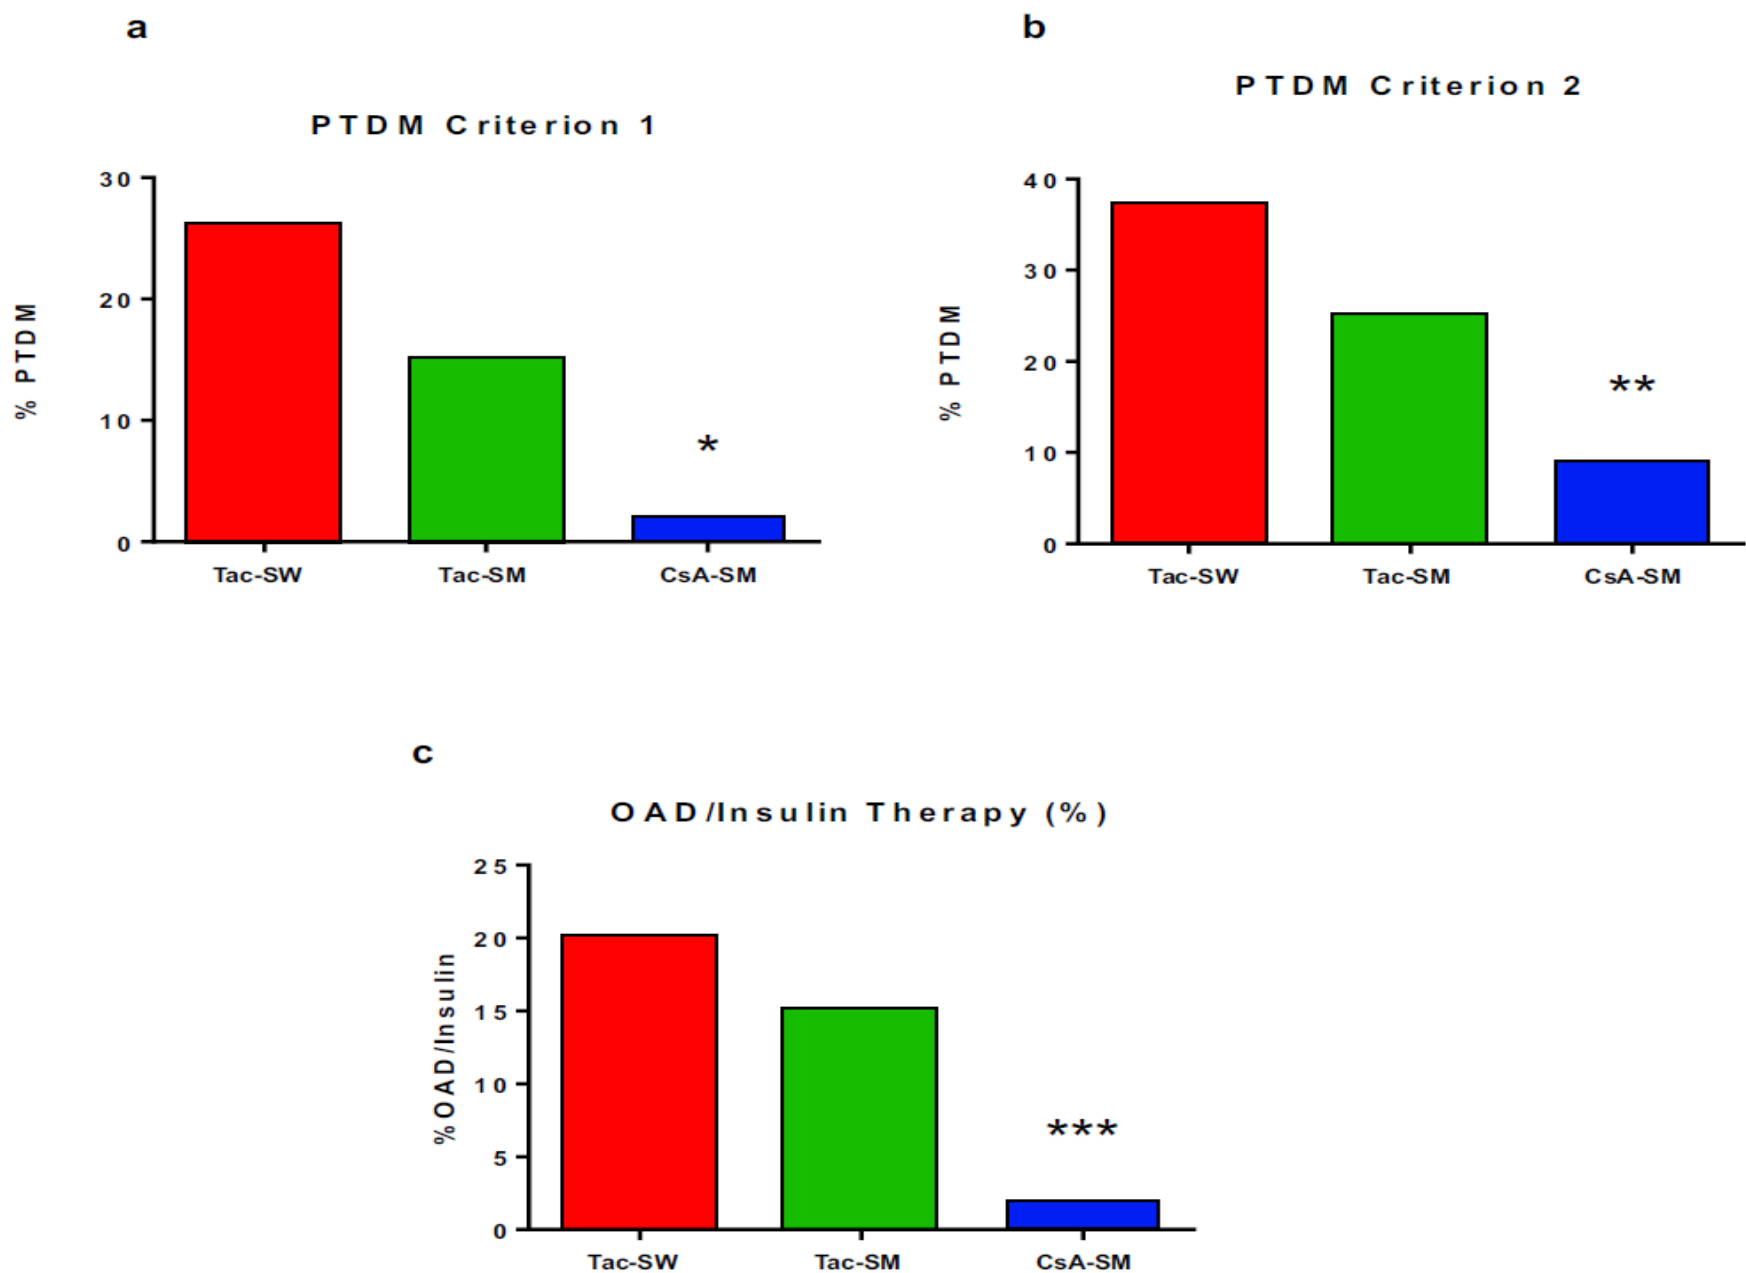 a
PTDM Criterion 1
30
20
10
0
% PTDM
*
Tac-SW Tac-SM CsA-SM
b
PTDM Criterion 2
40
30
20
10
0
% PTDM
**
Tac-SW Tac-SM CsA-SM
c
OAD/Insulin Therapy (%)
25
20
15
10
5
0
%OAD/Insulin
***
Tac-SW Tac-SM CsA-SM